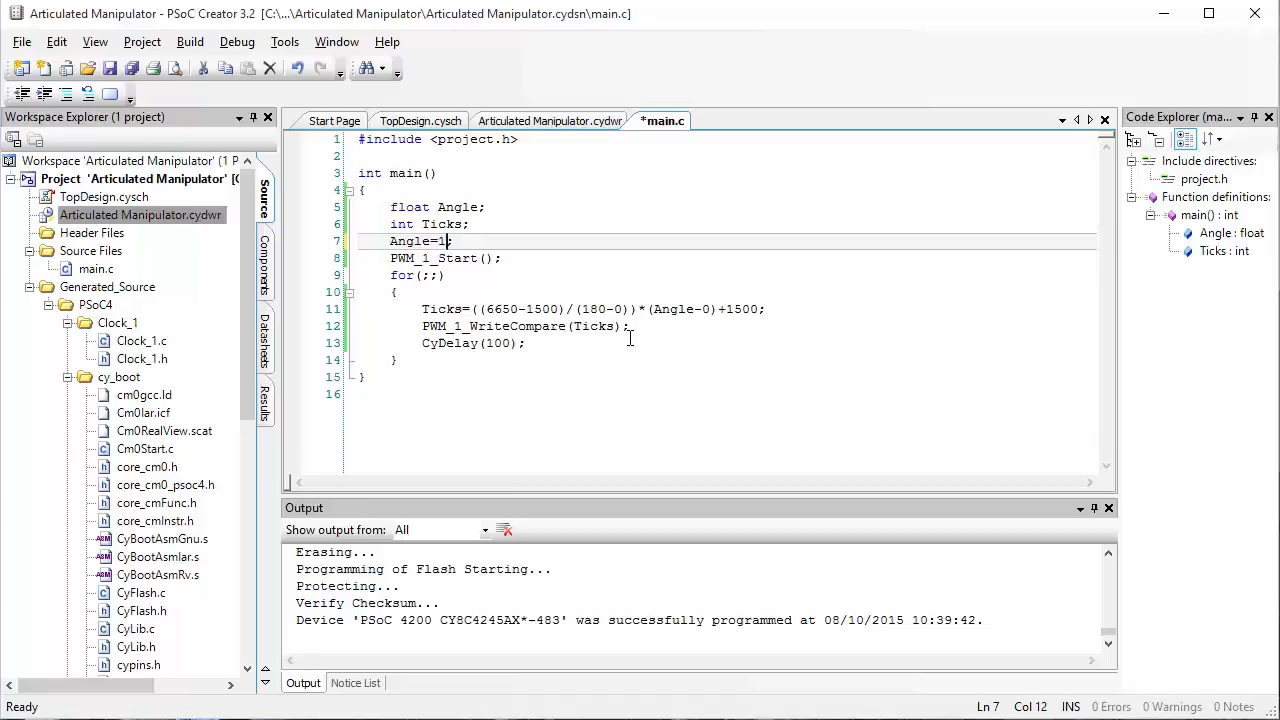 Articulated Manipulator - PSoC Creator 3.2 [C:\...\Articulated Manipulator\Articulated Manipulator.cydsn\main.c]
File Edit View Project Build Debug Tools Window Help
Workspace Explorer (1 project)
Workspace 'Articulated Manipulator' (1 P
Project 'Articulated Manipulator' [C
TopDesign.cysch
Articulated Manipulator.cydwr
Header Files
Source Files
main.c
Generated_Source
PSoC4
Clock_1
Clock_1.c
Clock_1.h
cy_boot
cm0gcc.ld
Cm0Iar.icf
Cm0RealView.scat
Cm0Start.c
core_cm0.h
core_cm0_psoc4.h
core_cmFunc.h
core_cmInstr.h
CyBootAsmGnu.s
CyBootAsmIar.s
CyBootAsmRv.s
CyFlash.c
CyFlash.h
CyLib.c
CyLib.h
cypins.h
Source
Components
Datasheets
Results
Start Page TopDesign.cysch Articulated Manipulator.cydwr *main.c
1 #include <project.h>
2
3 int main()
4 {
5 float Angle;
6 int Ticks;
7 Angle=1;
8 PWM_1_Start();
9 for(;;)
10 {
11 Ticks=((6650-1500)/(180-0))*(Angle-0)+1500;
12 PWM_1_WriteCompare(Ticks);
13 CyDelay(100);
14 }
15 }
16
Output
Show output from: All
Erasing...
Programming of Flash Starting...
Protecting...
Verify Checksum...
Device 'PSoC 4200 CY8C4245AX*-483' was successfully programmed at 08/10/2015 10:39:42.
Output Notice List
Code Explorer (ma...
Include directives:
project.h
Function definitions:
main() : int
Angle : float
Ticks : int
Ready
Ln 7 Col 12 INS 0 Errors 0 Warnings 0 Notes